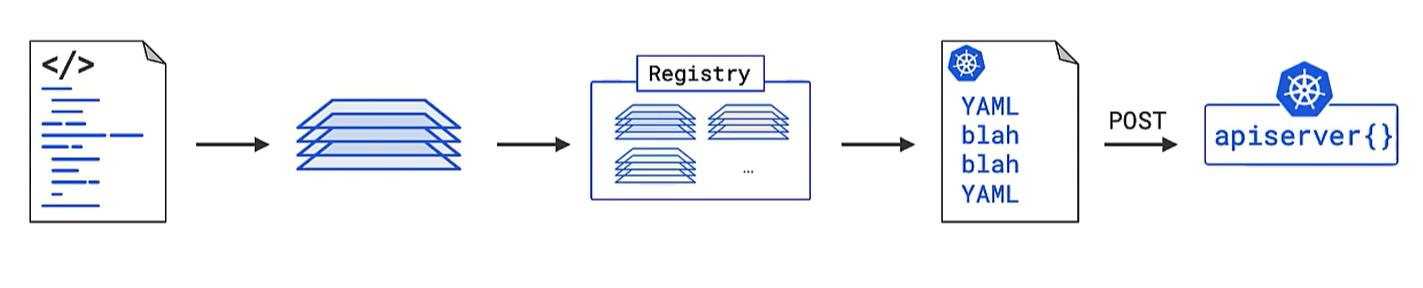 </>
Registry
...
YAML
blah
blah
YAML
POST
apiserver{}